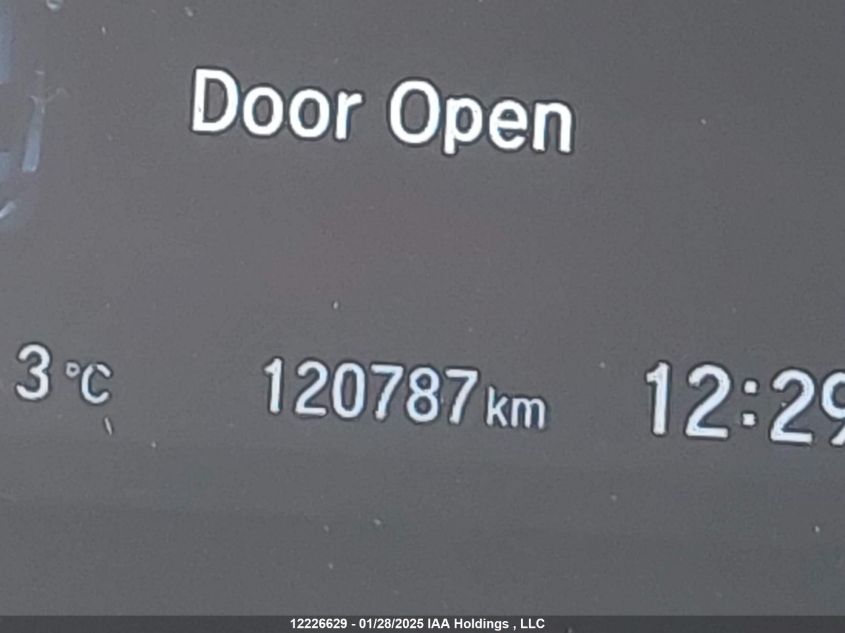 Door Open
3 °C 120787 km 12:29
12226629 - 01/28/2025 IAA Holdings , LLC